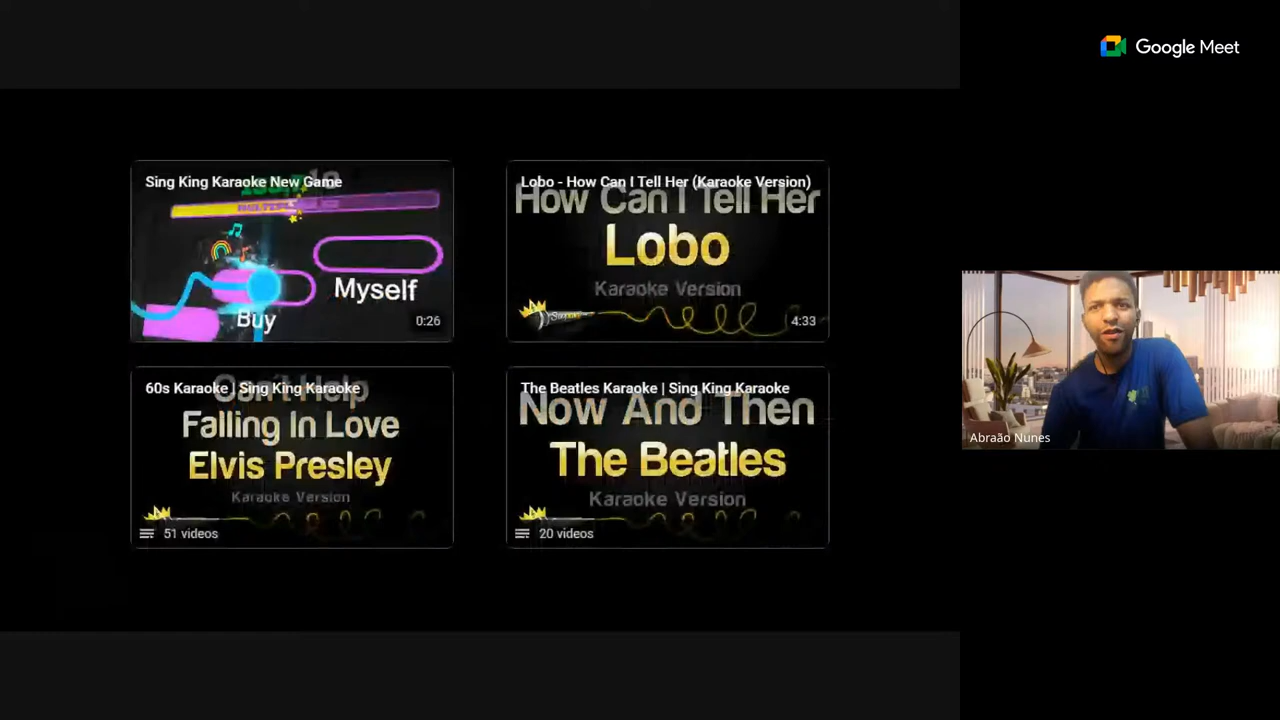 Google Meet
Sing King Karaoke New Game
Myself
Buy
0:26
Lobo - How Can I Tell Her (Karaoke Version)
How Can I Tell Her
Lobo
Karaoke Version
4:33
60s Karaoke | Sing King Karaoke
Can't Help
Falling In Love
Elvis Presley
Karaoke Version
51 videos
The Beatles Karaoke | Sing King Karaoke
Now And Then
The Beatles
Karaoke Version
20 videos
Abraão Nunes